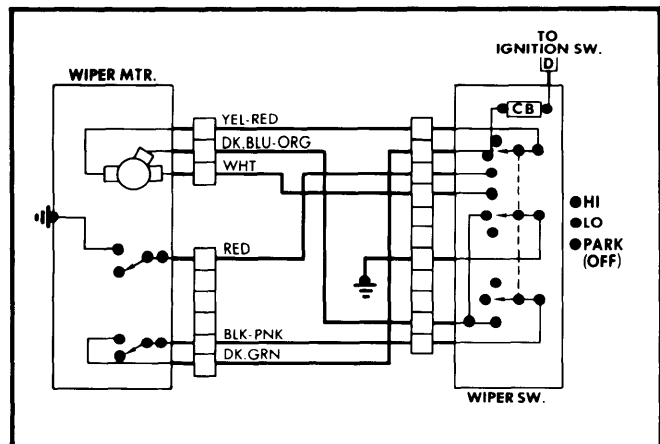 TO
IGNITION SW.
D
WIPER MTR.
CB
YEL-RED
DK.BLU-ORG
WHT
HI
LO
PARK
(OFF)
RED
BLK-PNK
DK.GRN
WIPER SW.